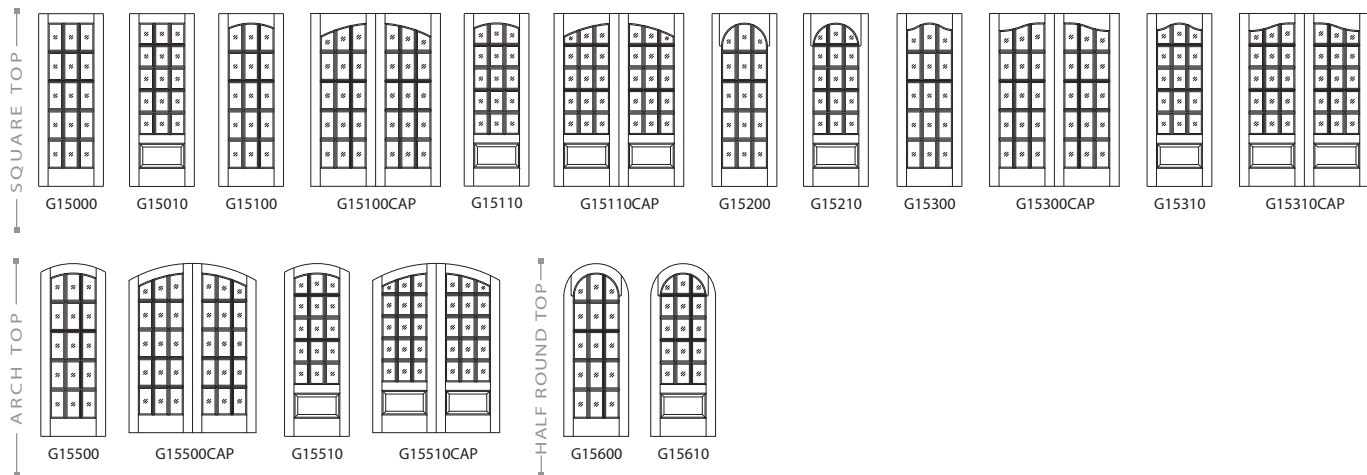 SQUARE TOP
G15000
G15010
G15100
G15100CAP
G15110
G15110CAP
G15200
G15210
G15300
G15300CAP
G15310
G15310CAP
ARCH TOP
G15500
G15500CAP
G15510
G15510CAP
HALF ROUND TOP
G15600
G15610